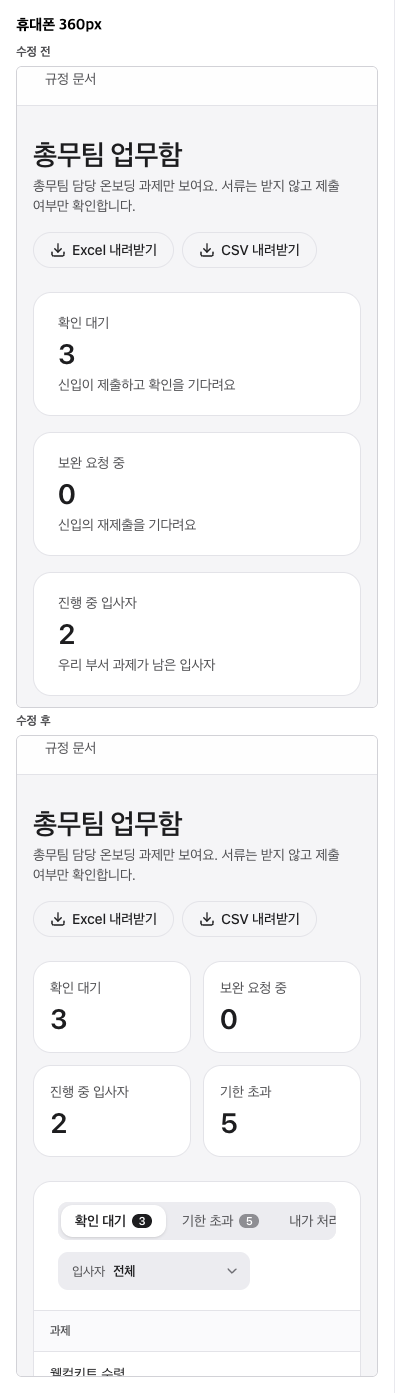 휴대폰 360px
수정 전
규정 문서
총무팀 업무함
총무팀 담당 온보딩 과제만 보여요. 서류는 받지 않고 제출
여부만 확인합니다.
Excel 내려받기 CSV 내려받기
확인 대기
3
신입이 제출하고 확인을 기다려요
보완 요청 중
0
신입의 재제출을 기다려요
진행 중 입사자
2
우리 부서 과제가 남은 입사자
수정 후
규정 문서
총무팀 업무함
총무팀 담당 온보딩 과제만 보여요. 서류는 받지 않고 제출
여부만 확인합니다.
Excel 내려받기 CSV 내려받기
확인 대기 보완 요청 중
3 0
진행 중 입사자 기한 초과
2 5
확인 대기 3 기한 초과 5 내가 처리
입사자 전체
과제
웰컴키트 수령